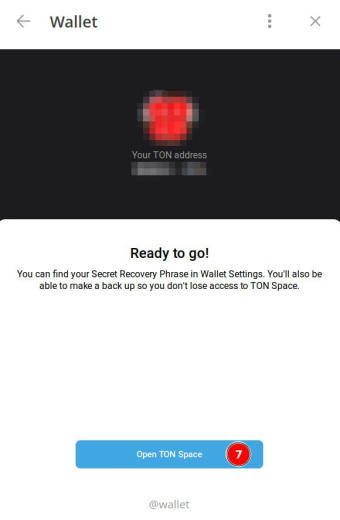 Wallet
Your TON address
Ready to go!
You can find your Secret Recovery Phrase in Wallet Settings. You'll also be
able to make a back up so you don't lose access to TON Space.
Open TON Space 7
@wallet